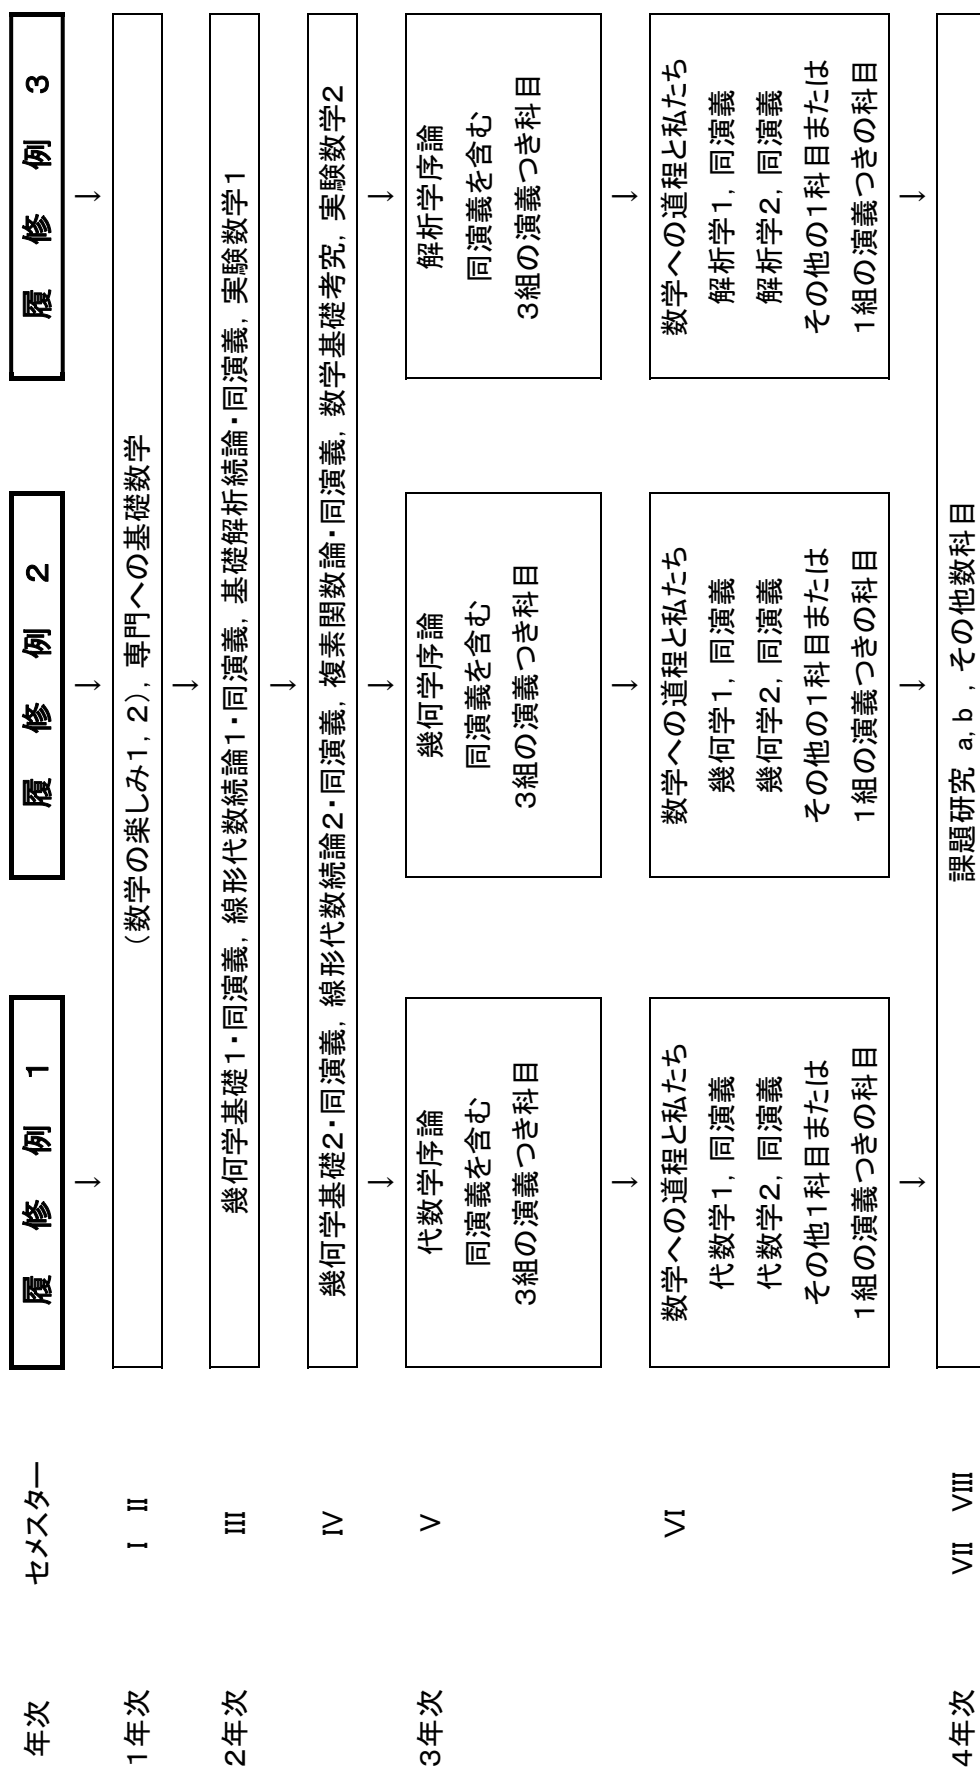 年次 セメスター 履 修 例 1 履 修 例 2 履 修 例 3
↓ ↓ ↓
1年次 I II (数学の楽しみ1, 2), 専門への基礎数学
↓
2年次 III 幾何学基礎1・同演義, 線形代数続論1・同演義, 基礎解析続論・同演義, 実験数学1
↓
IV 幾何学基礎2・同演義, 線形代数続論2・同演義, 複素関数論・同演義, 数学基礎考究, 実験数学2
↓ ↓ ↓
3年次 V 代数学序論 幾何学序論 解析学序論
同演義を含む 同演義を含む 同演義を含む
3組の演義つき科目 3組の演義つき科目 3組の演義つき科目
↓ ↓ ↓
VI 数学への道程と私たち 数学への道程と私たち 数学への道程と私たち
代数学1, 同演義 幾何学1, 同演義 解析学1, 同演義
代数学2, 同演義 幾何学2, 同演義 解析学2, 同演義
その他1科目または その他の1科目または その他の1科目または
1組の演義つきの科目 1組の演義つきの科目 1組の演義つきの科目
↓ ↓ ↓
4年次 VII VIII 課題研究 a, b , その他数科目